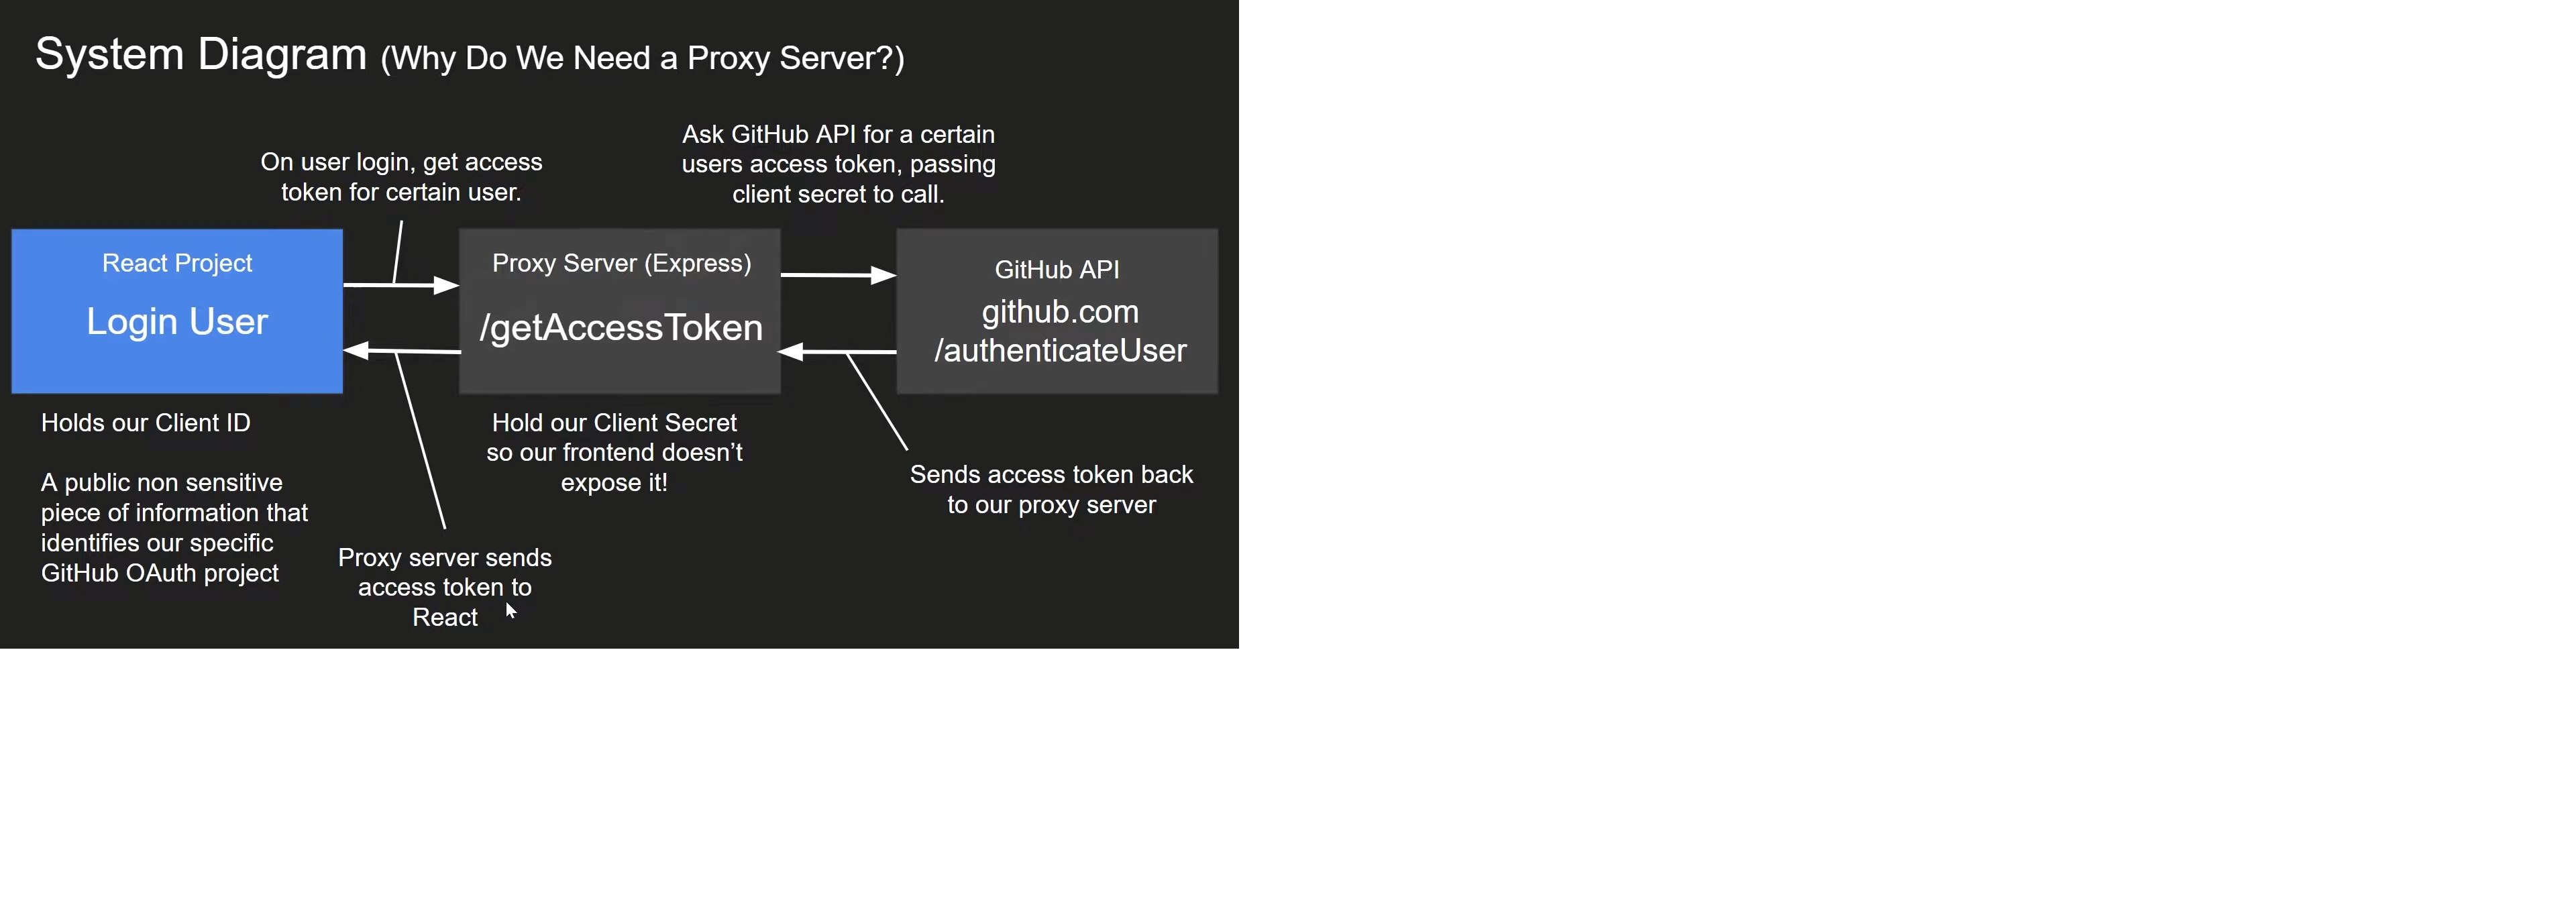 System Diagram (Why Do We Need a Proxy Server?)
On user login, get access
token for certain user.
Ask GitHub API for a certain
users access token, passing
client secret to call.
React Project
Login User
Proxy Server (Express)
/getAccessToken
GitHub API
github.com
/authenticateUser
Holds our Client ID
A public non sensitive
piece of information that
identifies our specific
GitHub OAuth project
Hold our Client Secret
so our frontend doesn’t
expose it!
Sends access token back
to our proxy server
Proxy server sends
access token to
React